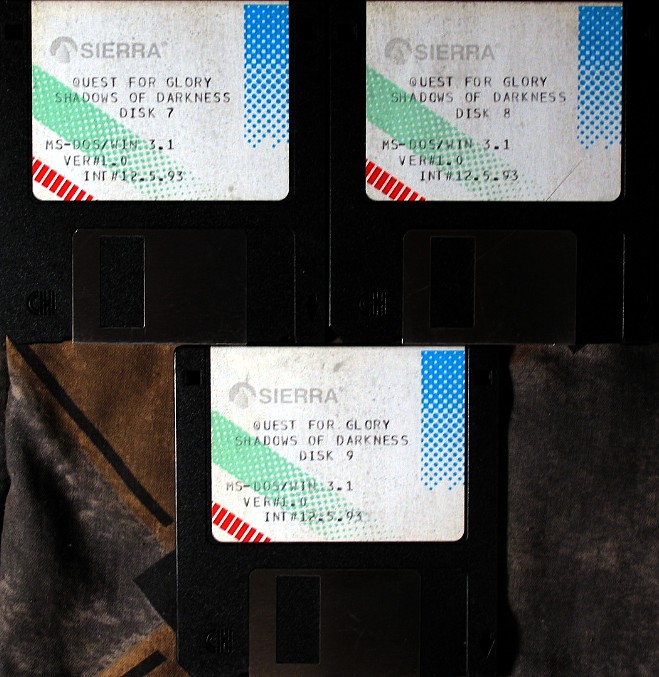 SIERRA®
QUEST FOR GLORY
SHADOWS OF DARKNESS
DISK 7
MS-DOS/WIN 3.1
VER#1.0
INT#12.5.93
SIERRA®
QUEST FOR GLORY
SHADOWS OF DARKNESS
DISK 8
MS-DOS/WIN 3.1
VER#1.0
INT#12.5.93
SIERRA®
QUEST FOR GLORY
SHADOWS OF DARKNESS
DISK 9
MS-DOS/WIN 3.1
VER#1.0
INT#12.5.93